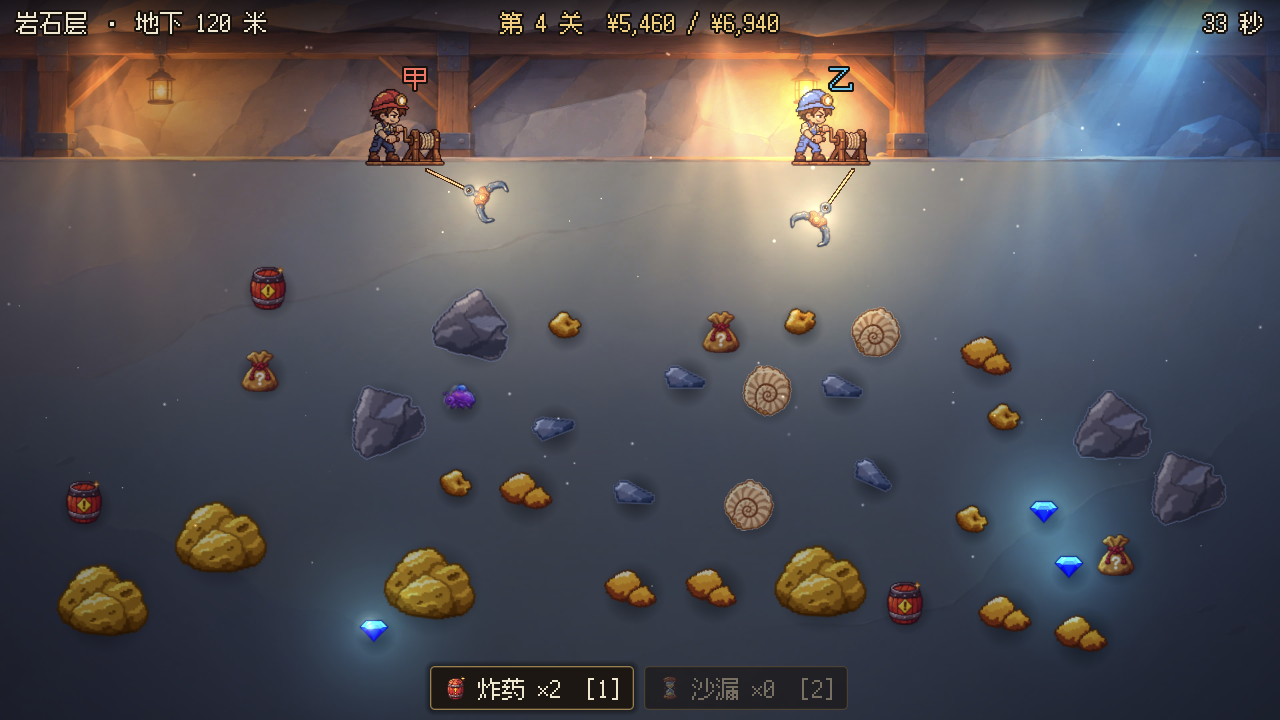 岩石层 · 地下 120 米
第 4 关 ¥5,460 / ¥6,940
33 秒
甲
乙
炸药 ×2 [1]
沙漏 ×0 [2]